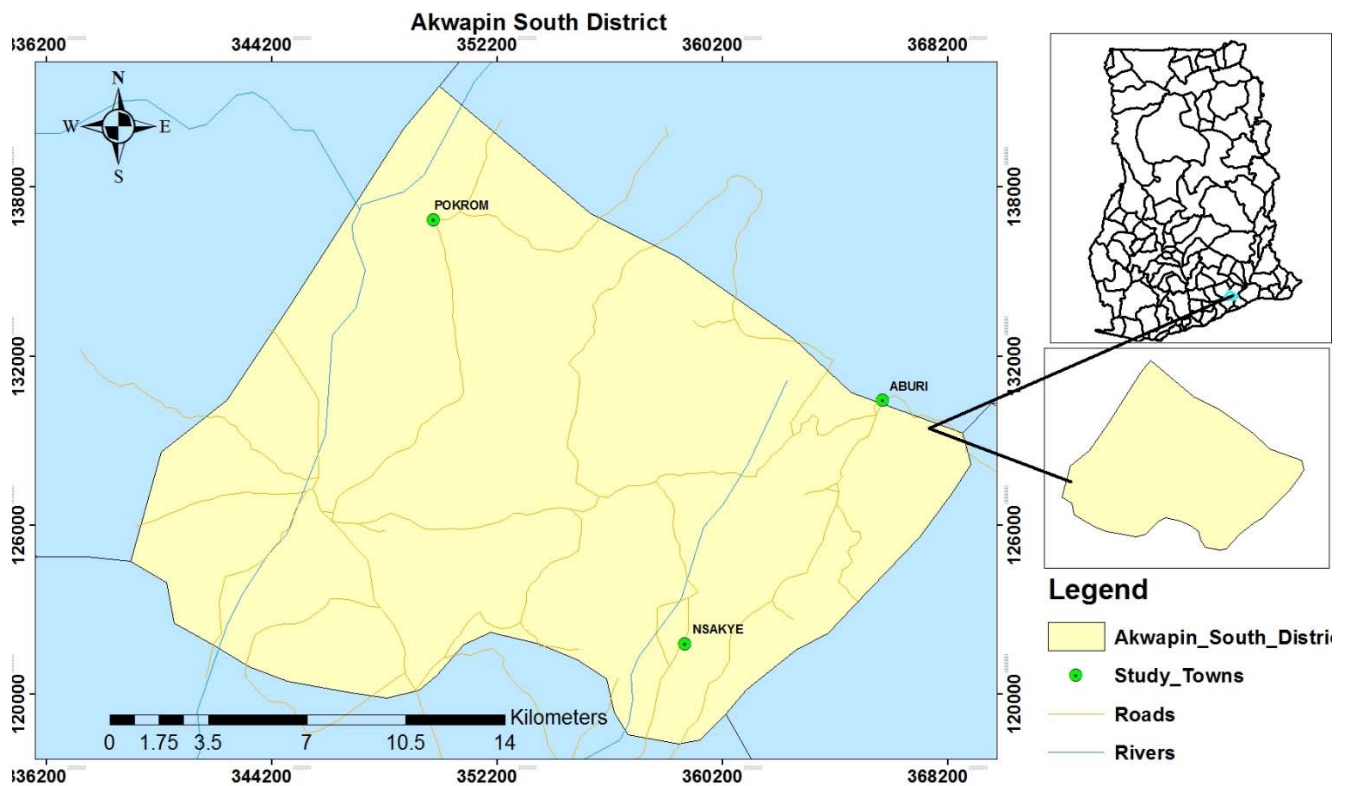 Akwapin South District
336200 344200 352200 360200 368200
N
W E
S
138000 138000
POKROM
132000 132000
ABURI
126000 126000
NSAKYE
120000 120000
Kilometers
0 1.75 3.5 7 10.5 14
336200 344200 352200 360200 368200
Legend
Akwapin_South_Distri
Study_Towns
Roads
Rivers